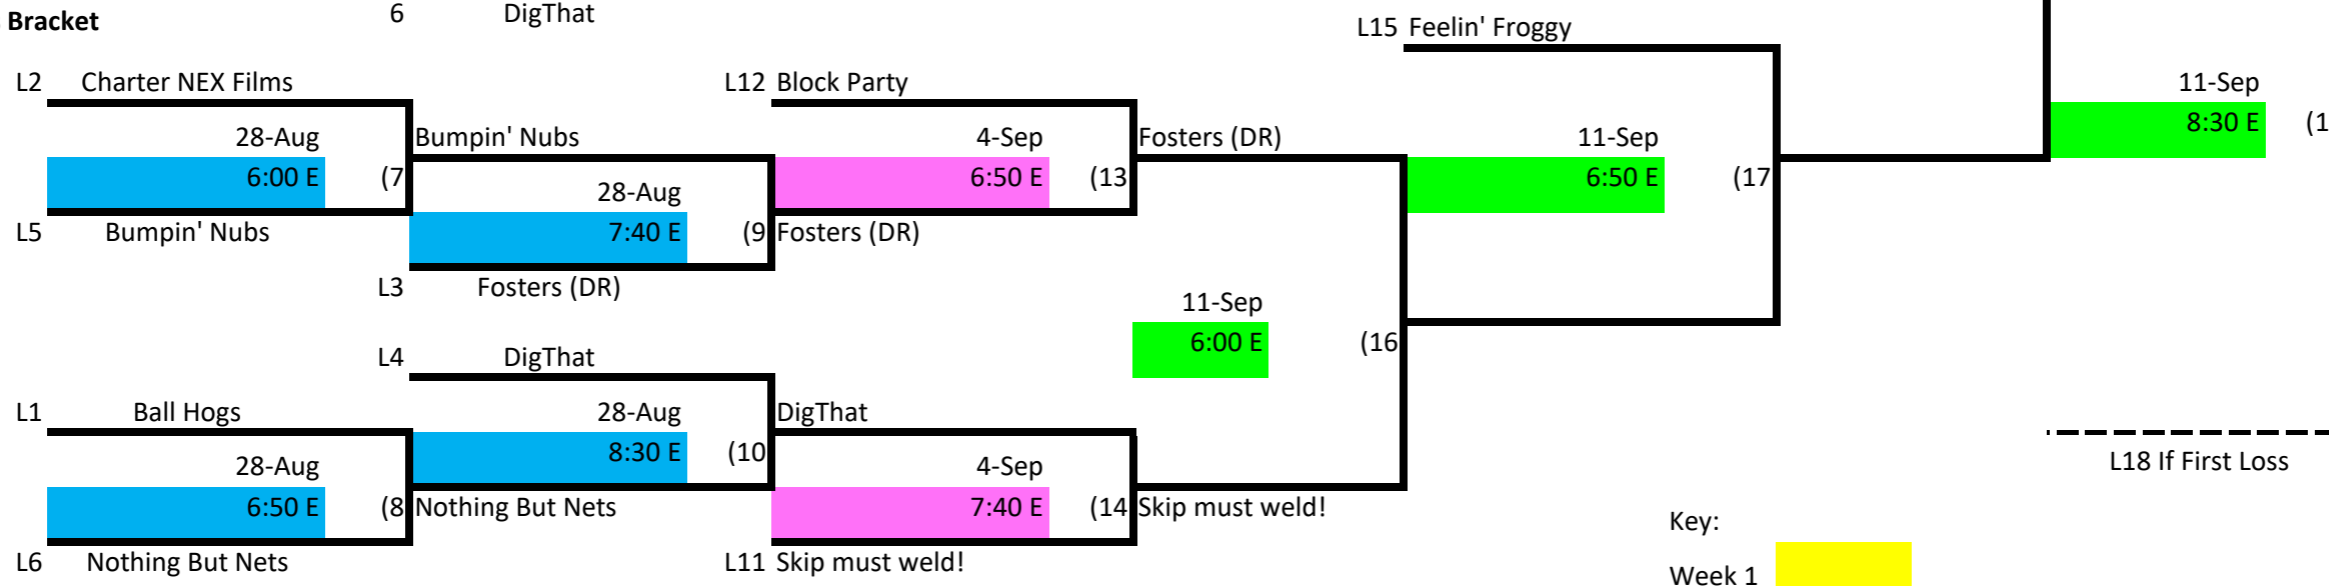 6 DigThat
Bracket
L15 Feelin' Froggy
L2 Charter NEX Films
L12 Block Party
11-Sep
28-Aug
Bumpin' Nubs
4-Sep
Fosters (DR)
11-Sep
8:30 E (1
6:00 E (7
28-Aug
6:50 E (13
6:50 E (17
L5 Bumpin' Nubs
7:40 E (9
Fosters (DR)
L3 Fosters (DR)
11-Sep
6:00 E (16
L4 DigThat
L1 Ball Hogs
28-Aug
DigThat
28-Aug
8:30 E (10
4-Sep
L18 If First Loss
6:50 E (8
Nothing But Nets
7:40 E (14
Skip must weld!
Key:
L6 Nothing But Nets
L11 Skip must weld!
Week 1